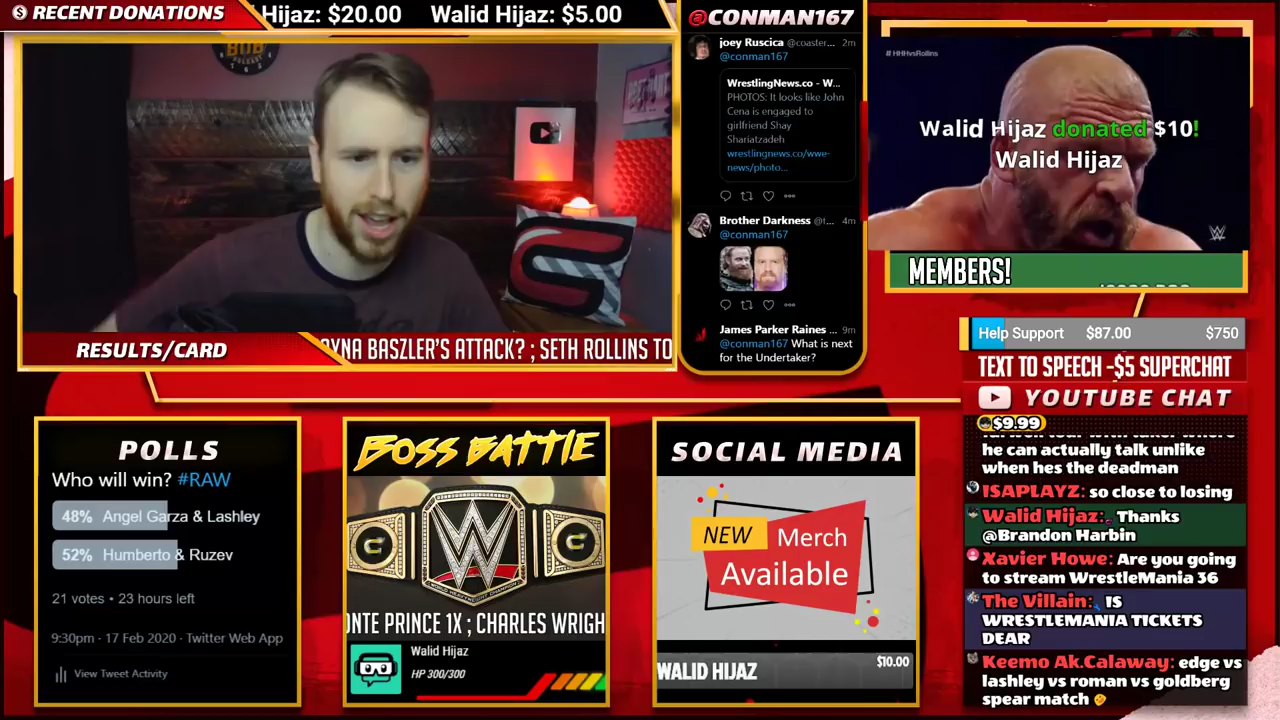 RECENT DONATIONS
Hijaz: $20.00 Walid Hijaz: $5.00
RESULTS/CARD
BASZLER'S ATTACK? ; SETH ROLLINS TO
@CONMAN167
joey Ruscica @coaster... 2m
@conman167
WrestlingNews.co - W...
PHOTOS: It looks like John
Cena is engaged to
girlfriend Shay
Shariatzadeh
wrestlingnews.co/wwe-
news/photo...
Brother Darkness @t... 4m
@conman167
James Parker Raines ... 9m
@conman167 What is next
for the Undertaker?
#HHHvsRollins
Walid Hijaz donated $10!
Walid Hijaz
W
MEMBERS!
Help Support $87.00 $750
TEXT TO SPEECH -$5 SUPERCHAT
YOUTUBE CHAT
$9.99
he can actually talk unlike
when hes the deadman
ISAPLAYZ: so close to losing
Walid Hijaz: Thanks
@Brandon Harbin
Xavier Howe: Are you going
to stream WrestleMania 36
The Villain: IS
WRESTLEMANIA TICKETS
DEAR
Keemo Ak.Calaway: edge vs
lashley vs roman vs goldberg
spear match
POLLS
Who will win? #RAW
48% Angel Garza & Lashley
52% Humberto & Ruzev
21 votes • 23 hours left
9:30pm · 17 Feb 2020 · Twitter Web App
View Tweet Activity
BOSS BATTLE
W
PRINCE 1X ; CHARLES
Walid Hijaz
HP 300/300
SOCIAL MEDIA
NEW Merch
Available
WALID HIJAZ $10.00